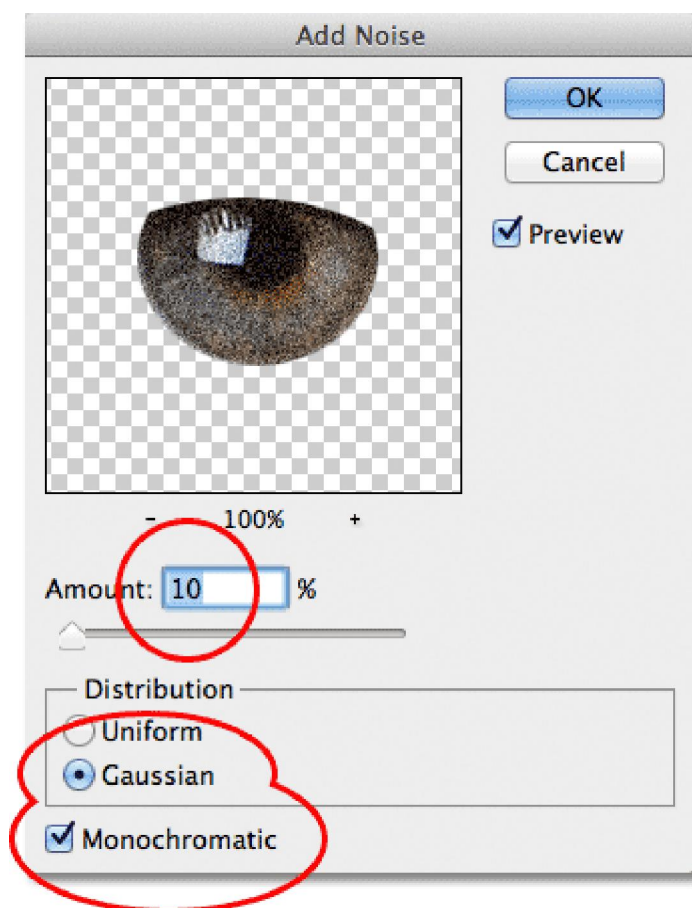 Add Noise
OK
Cancel
Preview
- 100% +
Amount: 10 %
Distribution
Uniform
Gaussian
Monochromatic